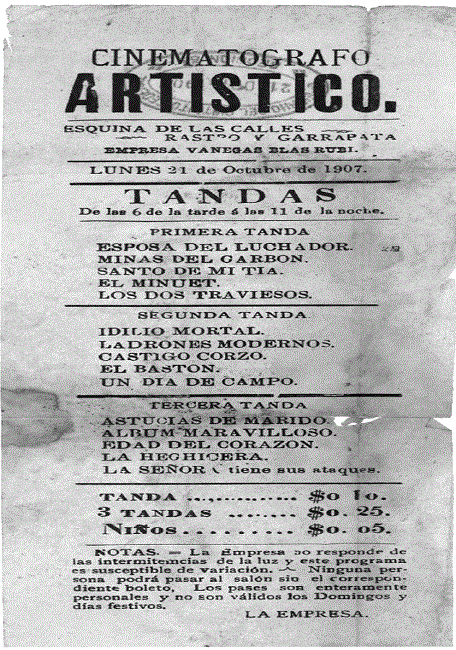 CINEMATOGRAFO
ARTISTICO.
ESQUINA DE LAS CALLES
RASTRO Y GARRAPATA
EMPRESA VANEGAS BLAS RUBI.
LUNES 21 de Octubre de 1907.
TANDAS
De las 6 de la tarde á las 11 de la noche.
PRIMERA TANDA
ESPOSA DEL LUCHADOR.
MINAS DEL CARBON.
SANTO DE MI TIA.
EL MINUET.
LOS DOS TRAVIESOS.
SEGUNDA TANDA
IDILIO MORTAL.
LADRONES MODERNOS.
CASTIGO CORZO.
EL BASTON.
UN DIA DE CAMPO.
TERCERA TANDA
ASTUCIAS DE MARIDO.
ALBUM MARAVILLOSO.
EDAD DEL CORAZON.
LA HECHICERA.
LA SEÑORA tiene sus ataques.
TANDA ............... $0 10.
3 TANDAS ........ $0. 25.
NIÑOS .......... $0. 05.
NOTAS. — La Empresa no responde de
las intermitencias de la luz y este programa
es susceptible de variación. — Ninguna per-
sona podrá pasar al salón sin el correspon-
diente boleto, Los pases son enteramente
personales y no son válidos los Domingos y
días festivos.
LA EMPRESA.